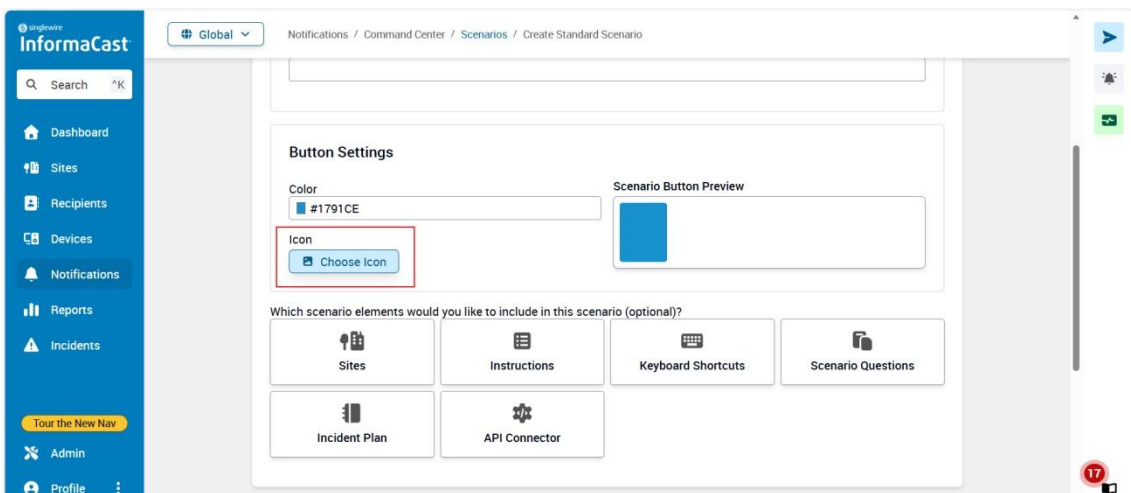 singlewire
InformaCast
Global
Notifications / Command Center / Scenarios / Create Standard Scenario
Search ^K
Dashboard
Sites
Recipients
Devices
Notifications
Reports
Incidents
Tour the New Nav
Admin
Profile
Button Settings
Color
#1791CE
Scenario Button Preview
Icon
Choose Icon
Which scenario elements would you like to include in this scenario (optional)?
Sites
Instructions
Keyboard Shortcuts
Scenario Questions
Incident Plan
API Connector
17